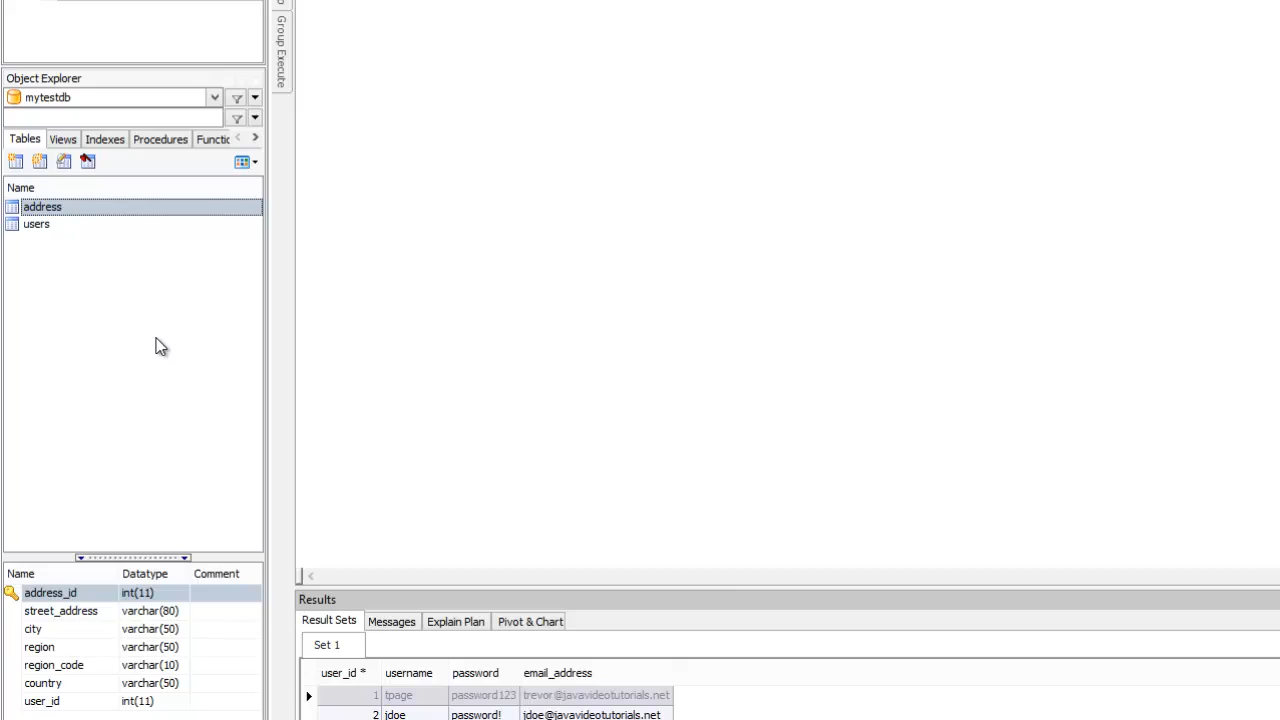 Group Execute
Object Explorer
mytestdb
Tables Views Indexes Procedures Functic
Name
address
users
Name Datatype Comment
address_id int(11)
street_address varchar(80)
city varchar(50)
region varchar(50)
region_code varchar(10)
country varchar(50)
user_id int(11)
Results
Result Sets Messages Explain Plan Pivot & Chart
Set 1
user_id * username password email_address
1 tpage password123 trevor@javavideotutorials.net
2 jdoe password! jdoe@javavideotutorials.net